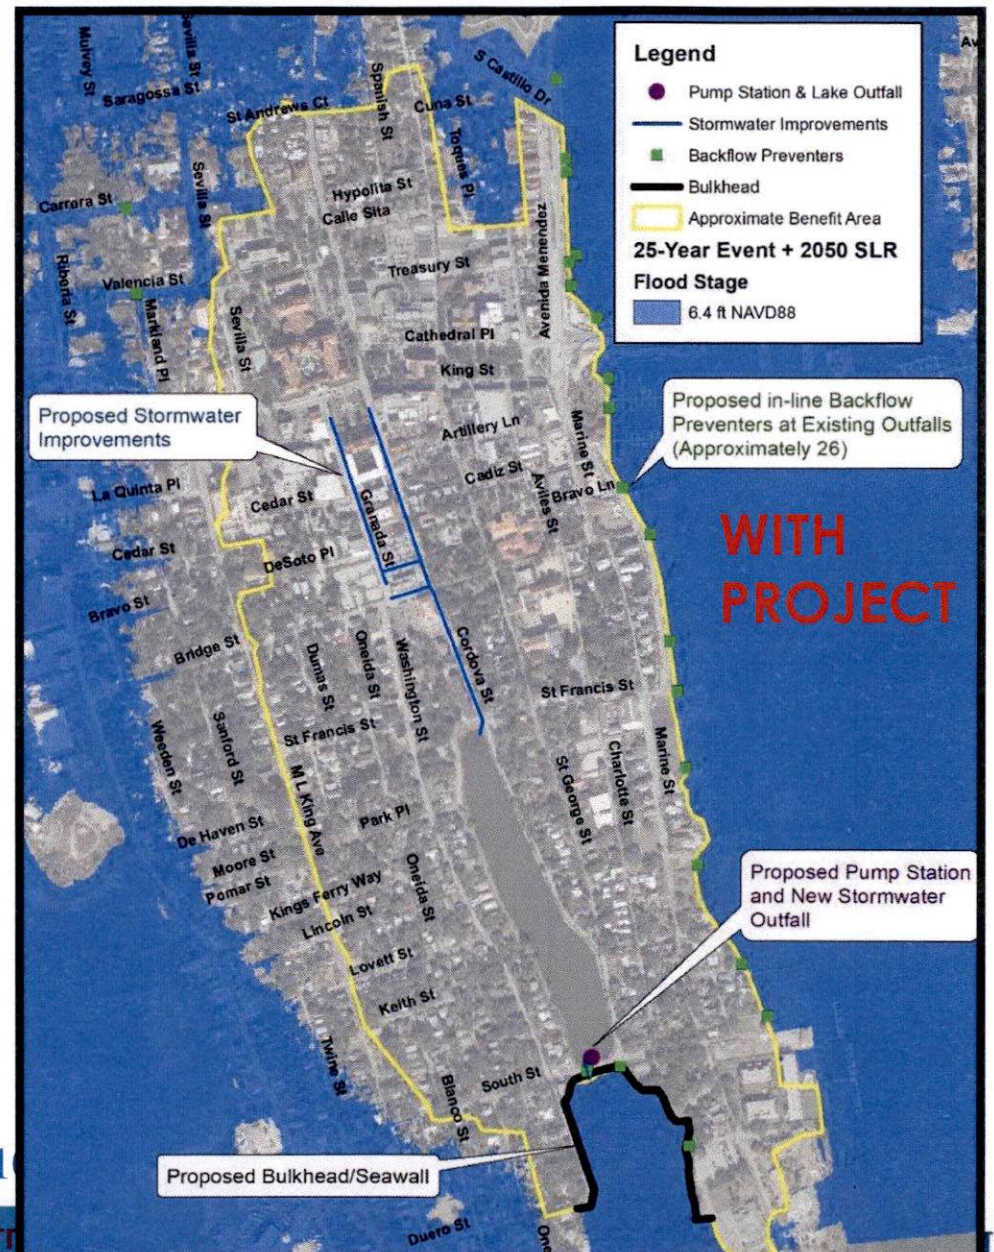 Legend
Pump Station & Lake Outfall
Stormwater Improvements
Backflow Preventers
Bulkhead
Approximate Benefit Area
25-Year Event + 2050 SLR
Flood Stage
6.4 ft NAVD88
Mulvey St
Sevilla St
Saragossa St
St Andrews Ct
Spanish St
Cuna St
S Castillo Dr
Toques Pl
Av
Carrera St
Sevilla St
Hypolita St
Calle Sita
Riberia St
Valencia St
Markland Pl
Treasury St
Avenida Menendez
Sevilla St
Cathedral Pl
King St
Proposed Stormwater
Improvements
Proposed in-line Backflow
Preventers at Existing Outfalls
(Approximately 26)
Artillery Ln
Marine St
La Quinta Pl
Cedar St
Granada St
Cadiz St
Aviles St
Bravo Ln
Cedar St
DeSoto Pl
WITH
PROJECT
Bravo St
Bridge St
Dumas St
Oneida St
Washington St
Cordova St
St Francis St
Weeden St
Sanford St
St Francis St
M L King Ave
St George St
Charlotte St
Marine St
De Haven St
Park Pl
Moore St
Pomar St
Kings Ferry Way
Oneida St
Lincoln St
Proposed Pump Station
and New Stormwater
Outfall
Lovett St
Keith St
Twine St
Blanco St
South St
Proposed Bulkhead/Seawall
Duero St
One